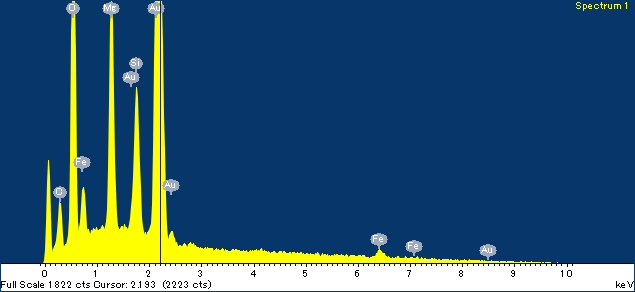 Spectrum 1
O Mg Au
Si
Au
Fe
Au
C
Fe
Fe
Au
0 1 2 3 4 5 6 7 8 9 10
Full Scale 1822 cts Cursor: 2.193 (2223 cts) keV